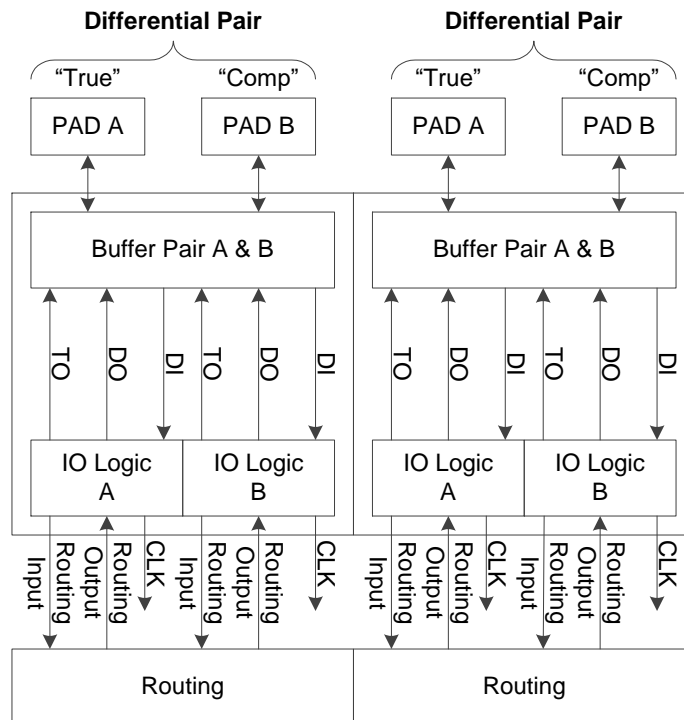 Differential Pair
Differential Pair
“True”
“Comp”
“True”
“Comp”
PAD A
PAD B
PAD A
PAD B
Buffer Pair A & B
Buffer Pair A & B
TO
DO
DI
TO
DO
DI
TO
DO
DI
TO
DO
DI
IO Logic
A
IO Logic
B
IO Logic
A
IO Logic
B
Routing
Input
Routing
Output
CLK
Routing
Input
Routing
Output
CLK
Routing
Input
Routing
Output
CLK
Routing
Input
Routing
Output
CLK
Routing
Routing